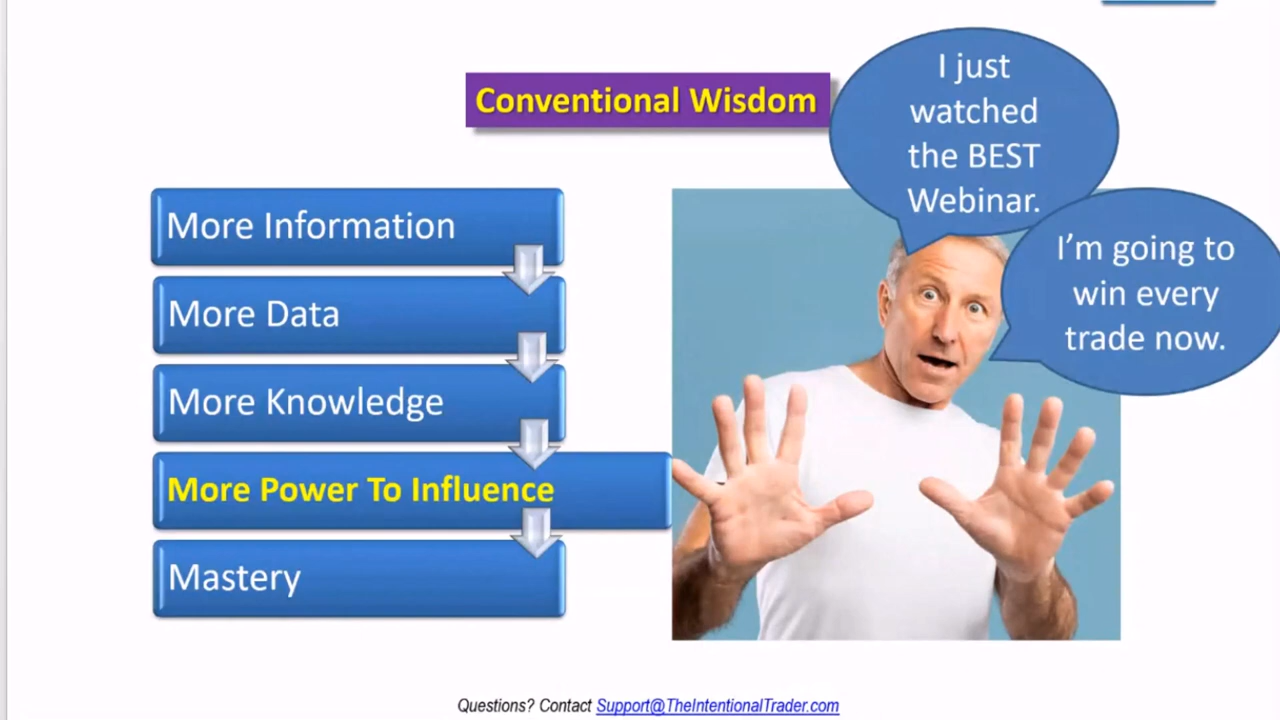 Conventional Wisdom
I just
watched
the BEST
Webinar.
I’m going to
win every
trade now.
More Information
More Data
More Knowledge
More Power To Influence
Mastery
Questions? Contact Support@TheIntentionalTrader.com